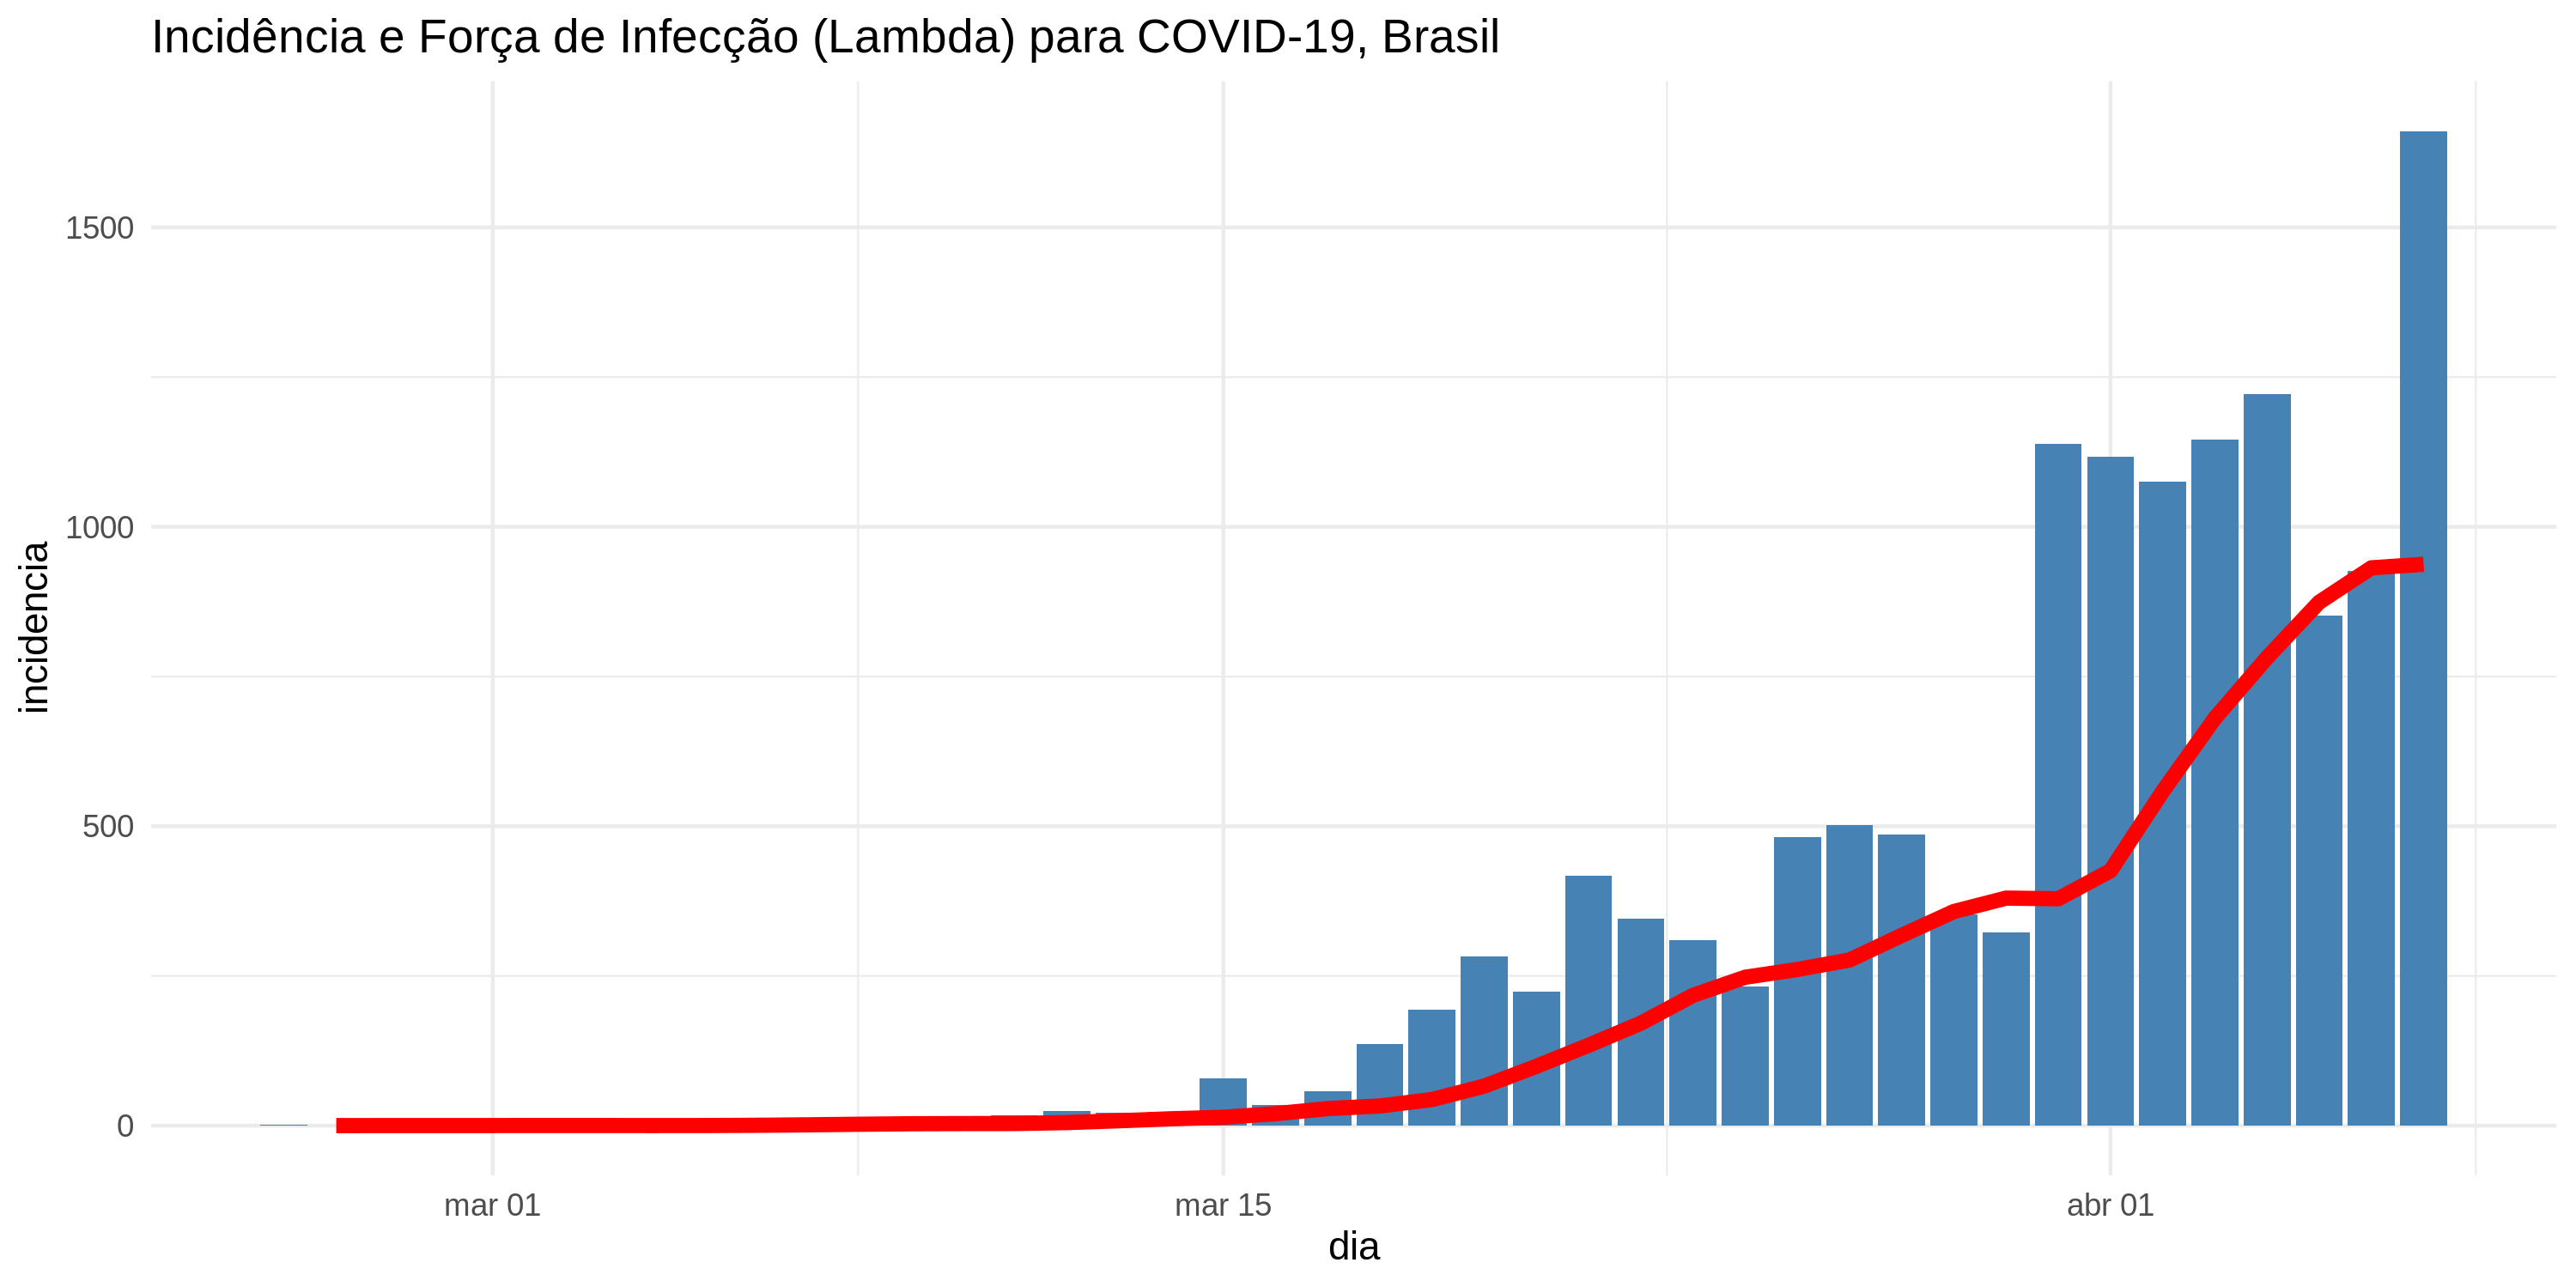 Incidência e Força de Infecção (Lambda) para COVID-19, Brasil
1500
1000
500
0
incidencia
mar 01
mar 15
abr 01
dia